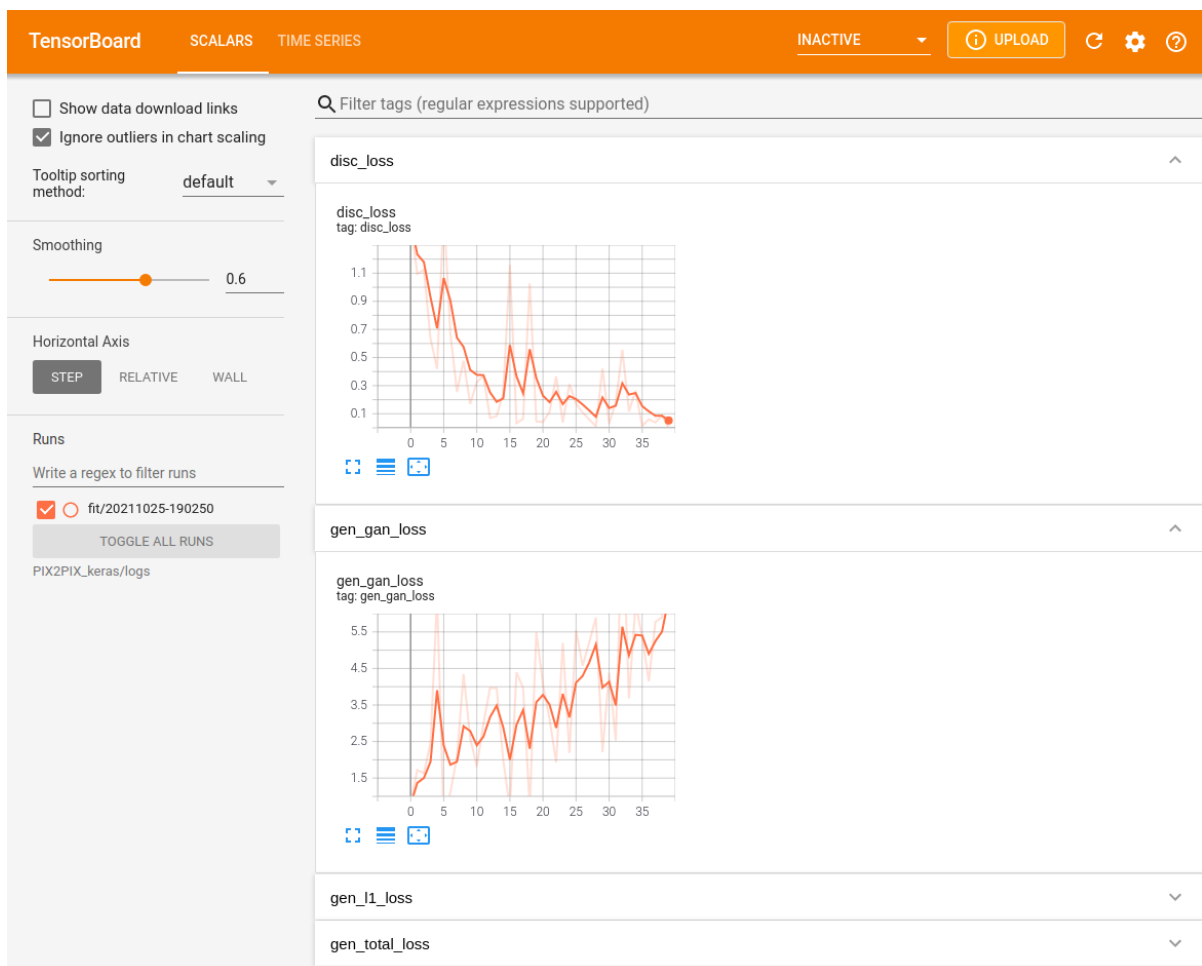 TensorBoard SCALARS TIME SERIES INACTIVE UPLOAD
Show data download links
Ignore outliers in chart scaling
Tooltip sorting
method:
default
Smoothing
0.6
Horizontal Axis
STEP RELATIVE WALL
Runs
Write a regex to filter runs
fit/20211025-190250
TOGGLE ALL RUNS
PIX2PIX_keras/logs
Filter tags (regular expressions supported)
disc_loss
disc_loss
tag: disc_loss
1.1
0.9
0.7
0.5
0.3
0.1
0 5 10 15 20 25 30 35
gen_gan_loss
gen_gan_loss
tag: gen_gan_loss
5.5
4.5
3.5
2.5
1.5
0 5 10 15 20 25 30 35
gen_l1_loss
gen_total_loss